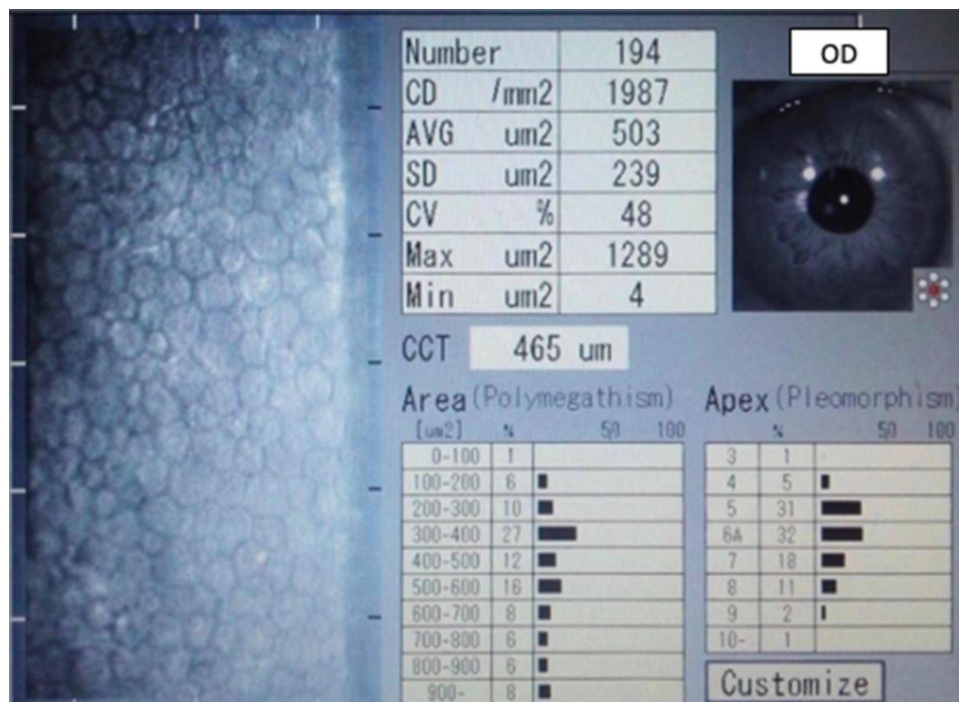 Number 194
CD /mm2 1987
AVG um2 503
SD um2 239
CV % 48
Max um2 1289
Min um2 4
OD
CCT 465 um
Area (Polymegathism)
[um2] % 50 100
0-100 1
100-200 6
200-300 10
300-400 27
400-500 12
500-600 16
600-700 8
700-800 6
800-900 6
900- 8
Apex (Pleomorphism)
% 50 100
3 1
4 5
5 31
6A 32
7 18
8 11
9 2
10- 1
Customize